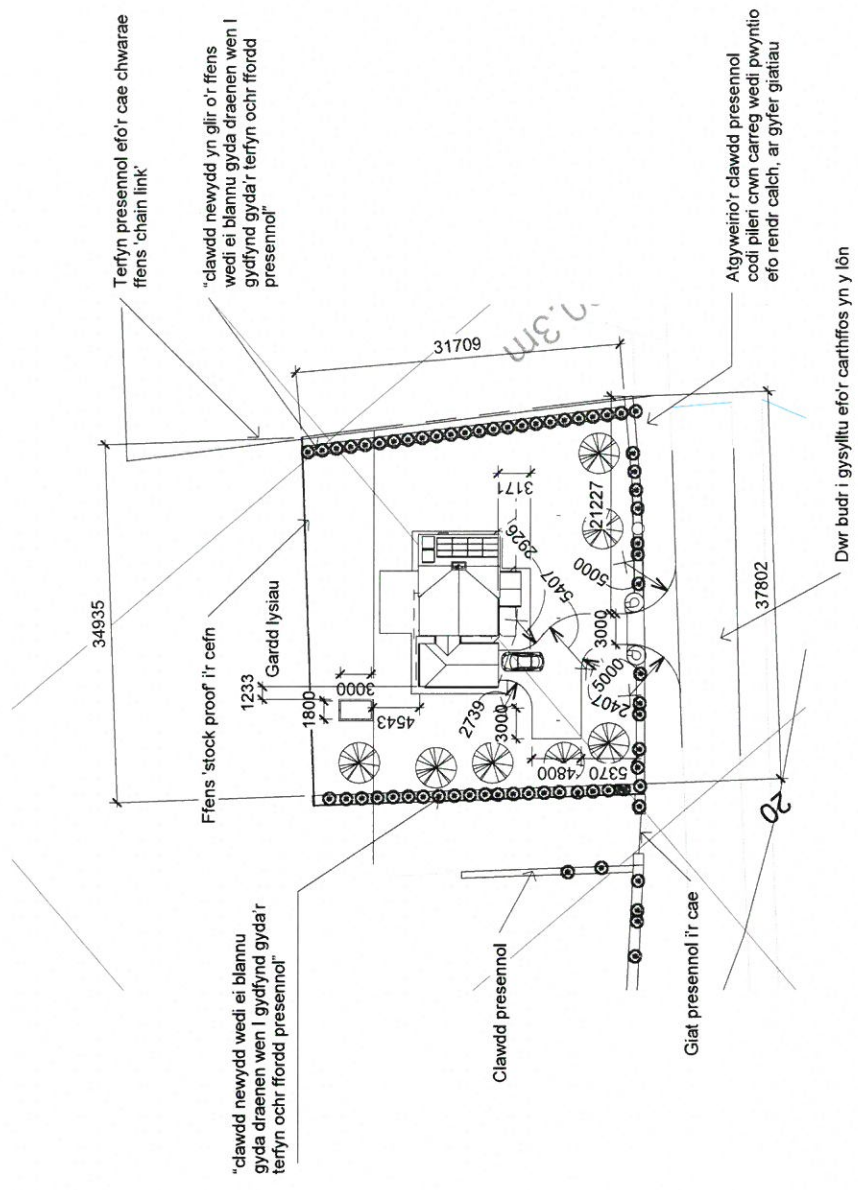 Terfyn presennol efo'r cae chwarae
ffens 'chain link'
"clawdd newydd yn glir o'r ffens
wedi ei blannu gyda draenen wen I
gydfynd gyda'r terfyn ochr ffordd
presennol"
34935
Ffens 'stock proof' i'r cefn
31709
0.3m
1233
Gardd lysiau
1800
3000
4543
3171
2926
5407
21227
2739
3000
5000
3000
5000
2407
4800
5370
"clawdd newydd wedi ei blannu
gyda draenen wen I gydfynd gyda'r
terfyn ochr ffordd presennol"
Clawdd presennol
Giat presennol i'r cae
20
37802
Atgyweirio'r clawdd presennol
codi pileri crwn carreg wedi pwyntio
efo rendr calch, ar gyfer giatiau
Dwr budr i gysylltu efo'r carthffos yn y lôn